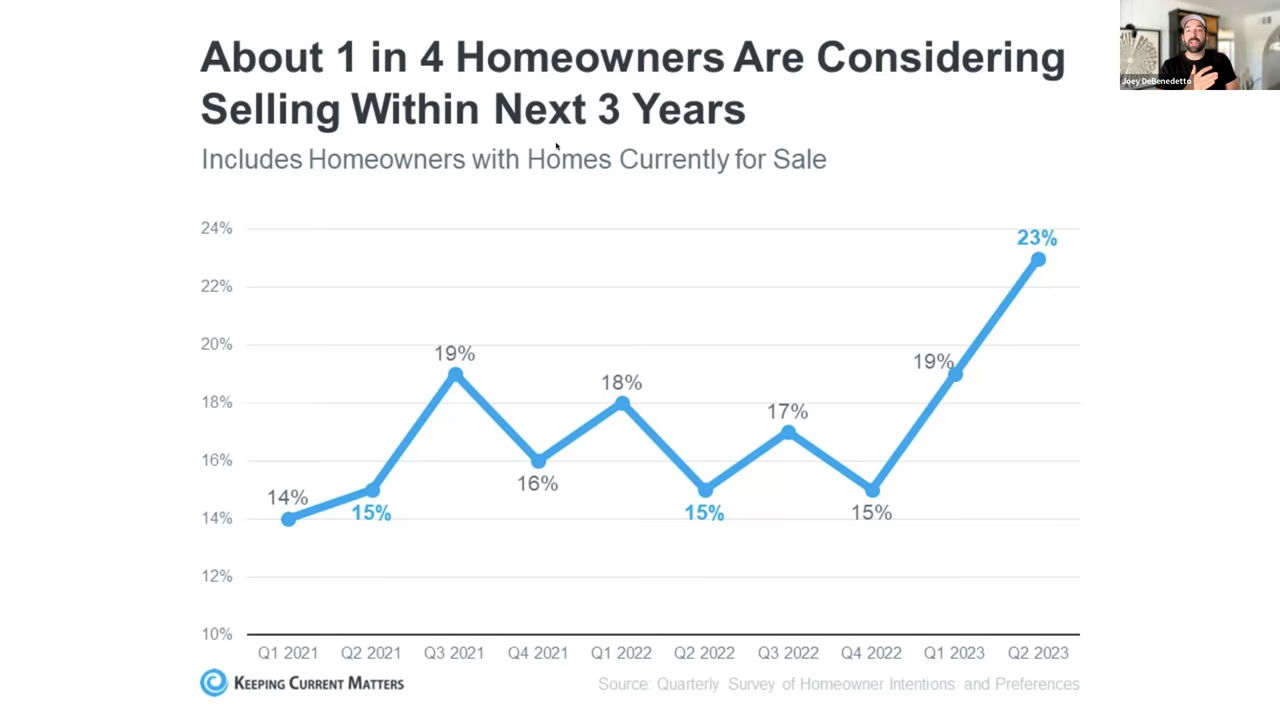 About 1 in 4 Homeowners Are Considering
Selling Within Next 3 Years
Includes Homeowners with Homes Currently for Sale
Joey DeBenedetto
24%
22%
20%
18%
16%
14%
12%
10%
14%
15%
19%
16%
18%
15%
17%
15%
19%
23%
Q1 2021 Q2 2021 Q3 2021 Q4 2021 Q1 2022 Q2 2022 Q3 2022 Q4 2022 Q1 2023 Q2 2023
KEEPING CURRENT MATTERS
Source: Quarterly Survey of Homeowner Intentions and Preferences